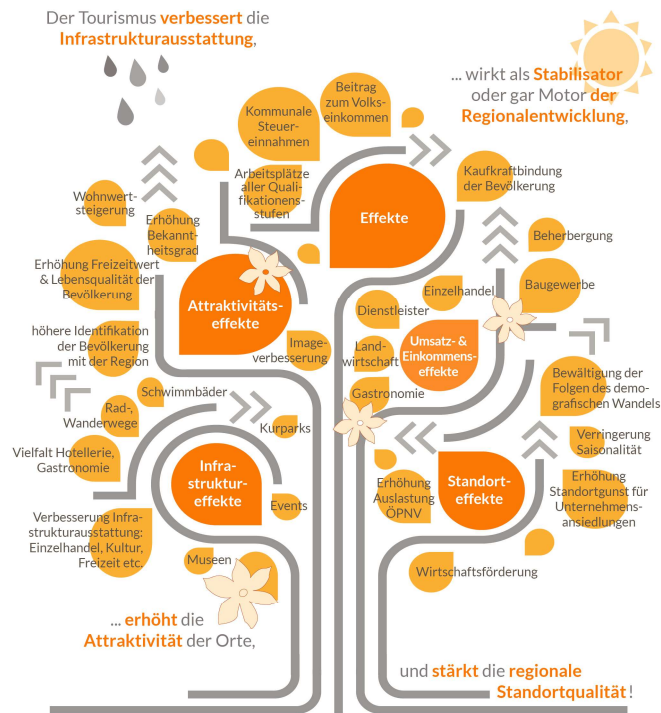 Der Tourismus verbessert die
Infrastrukturausstattung,
... wirkt als Stabilisator
oder gar Motor der
Regionalentwicklung,
Beitrag
zum Volks-
einkommen
Kommunale
Steuer-
einnahmen
Arbeitsplätze
aller Quali-
fikationens-
stufen
Effekte
Kaufkraftbindung
der Bevölkerung
Wohnwert-
steigerung
Erhöhung
Bekannt-
heitsgrad
Beherbergung
Erhöhung Freizeitwert
& Lebensqualität der
Bevölkerung
Attraktivitäts-
effekte
Einzelhandel
Baugewerbe
Dienstleister
höhere Identifikation
der Bevölkerung
mit der Region
Image-
verbesserung
Land-
wirtschaft
Umsatz- &
Einkommens-
effekte
Gastronomie
Bewältigung der
Folgen des demo-
grafischen Wandels
Schwimmbäder
Rad-,
Wanderwege
Kurparks
Verringerung
Saisonalität
Vielfalt Hotellerie,
Gastronomie
Infra-
struktur-
effekte
Events
Erhöhung
Auslastung
ÖPNV
Standort-
effekte
Erhöhung
Standortgunst für
Unternehmens-
ansiedlungen
Verbesserung Infra-
strukturausstattung:
Einzelhandel, Kultur,
Freizeit etc.
Museen
Wirtschaftsförderung
... erhöht die
Attraktivität der Orte,
und stärkt die regionale
Standortqualität!